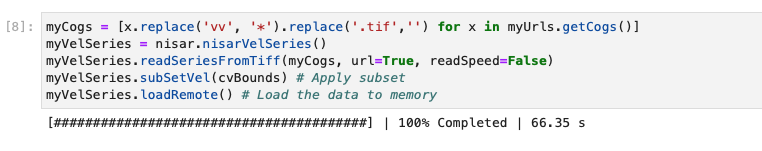 [8]: myCogs = [x.replace('vv', '*').replace('.tif','') for x in myUrls.getCogs()]
myVelSeries = nisar.nisarVelSeries()
myVelSeries.readSeriesFromTiff(myCogs, url=True, readSpeed=False)
myVelSeries.subSetVel(cvBounds) # Apply subset
myVelSeries.loadRemote() # Load the data to memory
[########################################] | 100% Completed | 66.35 s